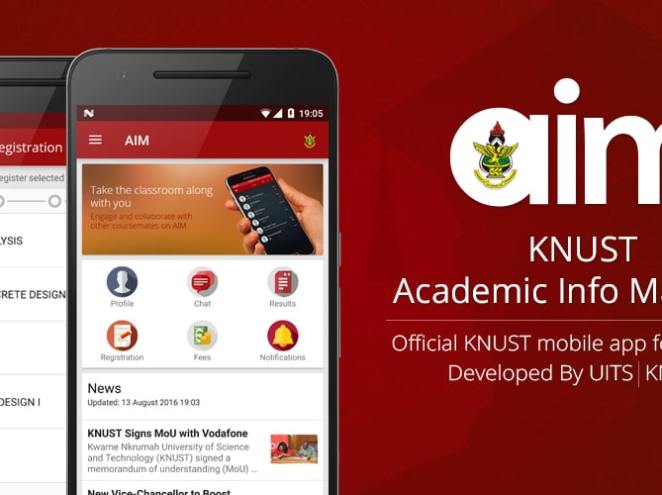 egistration
egister selected
YSIS
CRETE DESIGN
DESIGN I
19:05
AIM
Take the classroom along
with you
Engage and collaborate with
other coursemates on AIM
Profile
Chat
Results
Registration
Fees
Notifications
News
Updated: 13 August 2016 19:03
KNUST Signs MoU with Vodafone
Kwame Nkrumah University of Science
and Technology (KNUST) signed a
memorandum of understanding (MoU) ...
New Vice-Chancellor to Boost
aim
KNUST
Academic Info Ma
Official KNUST mobile app fo
Developed By UITS | KN